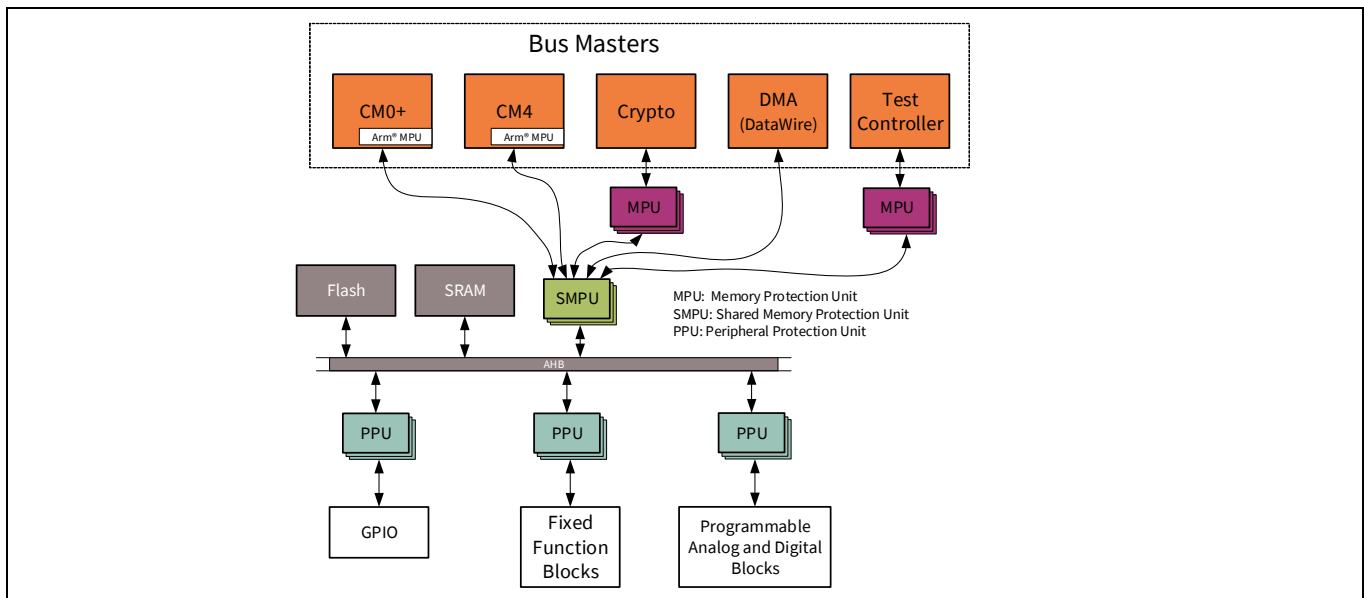 Bus Masters
CM0+
Arm® MPU
CM4
Arm® MPU
Crypto
DMA
(DataWire)
Test
Controller
MPU
MPU
Flash
SRAM
SMPU
MPU: Memory Protection Unit
SMPU: Shared Memory Protection Unit
PPU: Peripheral Protection Unit
AHB
PPU
PPU
PPU
GPIO
Fixed
Function
Blocks
Programmable
Analog and Digital
Blocks